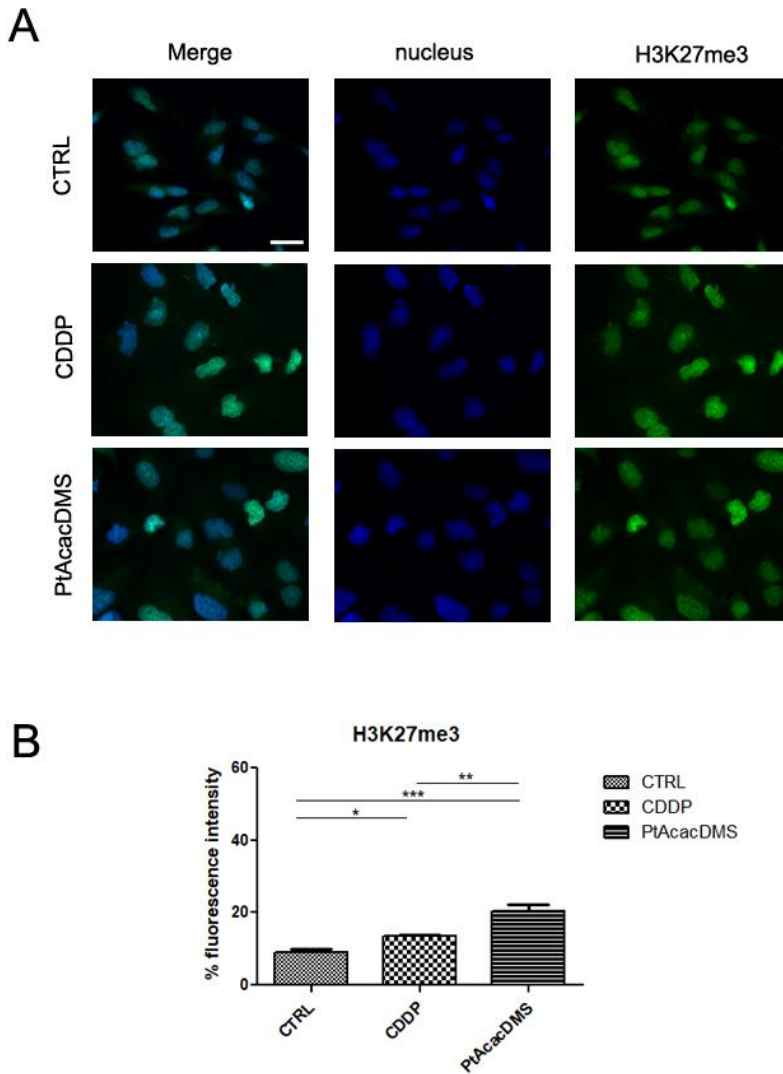 A
Merge nucleus H3K27me3
CTRL
CDDP
PtAcacDMS
B
H3K27me3
% fluorescence intensity
60
40
20
0
**
***
*
CTRL
CDDP
PtAcacDMS
CTRL
CDDP
PtAcacDMS